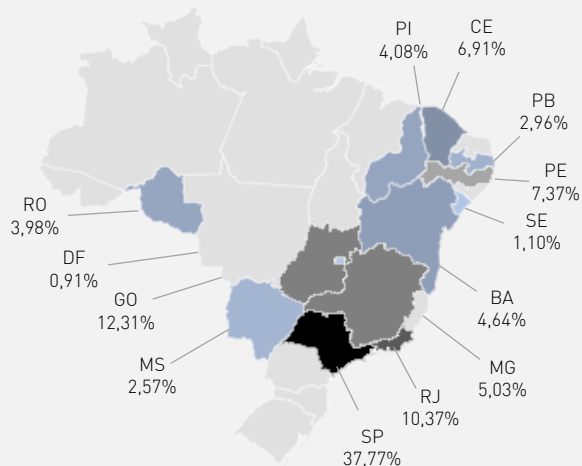 PI
4,08%
CE
6,91%
PB
2,96%
PE
7,37%
SE
1,10%
BA
4,64%
MG
5,03%
RJ
10,37%
SP
37,77%
MS
2,57%
GO
12,31%
DF
0,91%
RO
3,98%